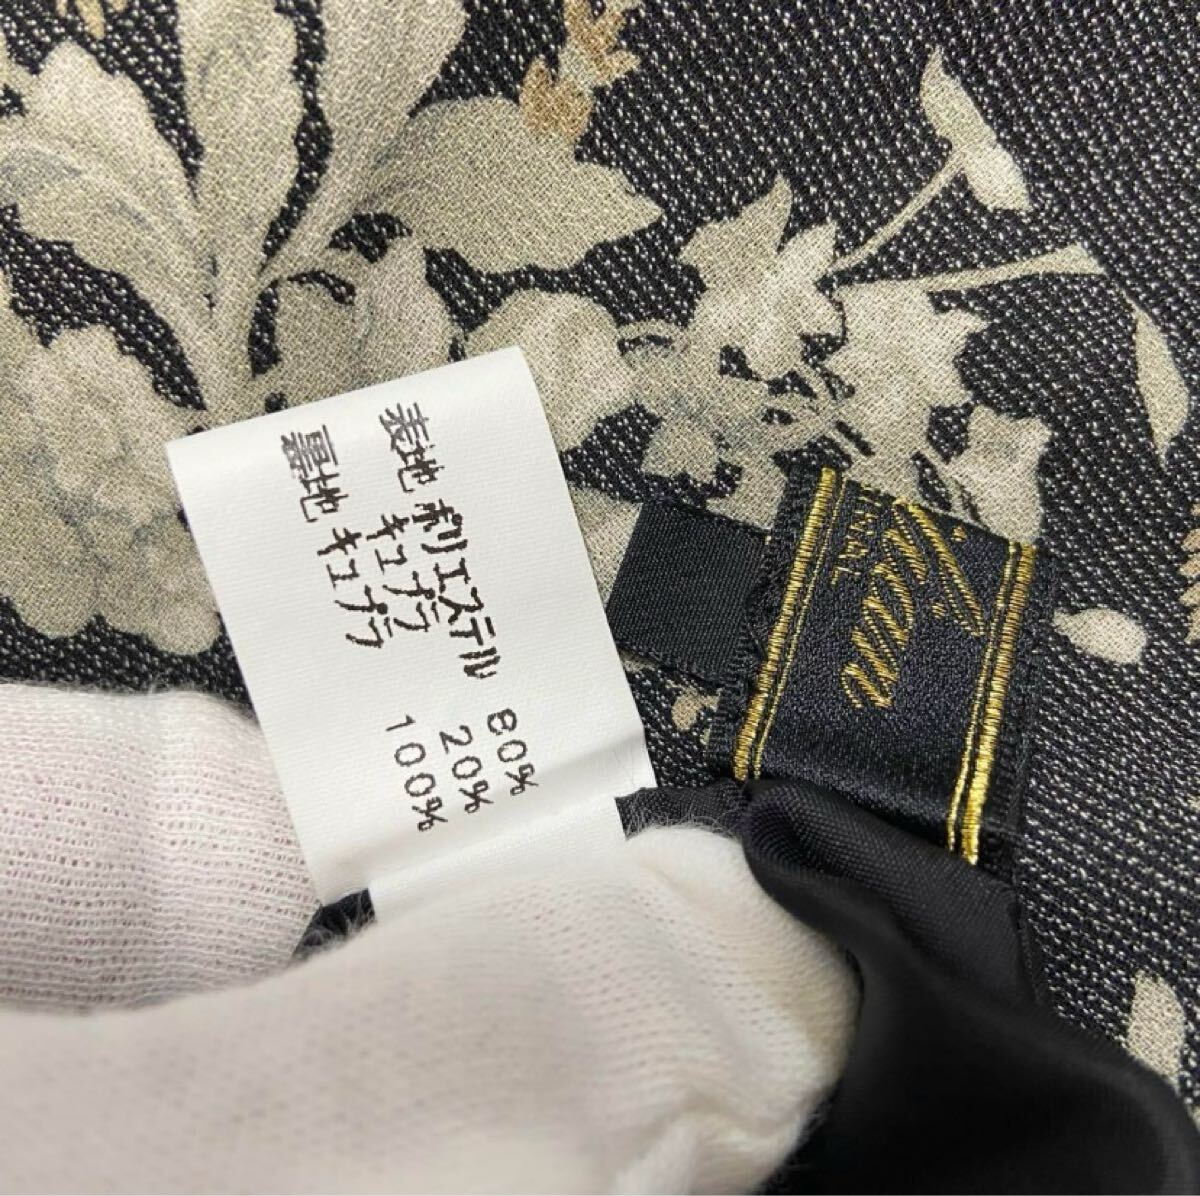 表地 ポリエステル 80%
キュプラ 20%
裏地 キュプラ 100%